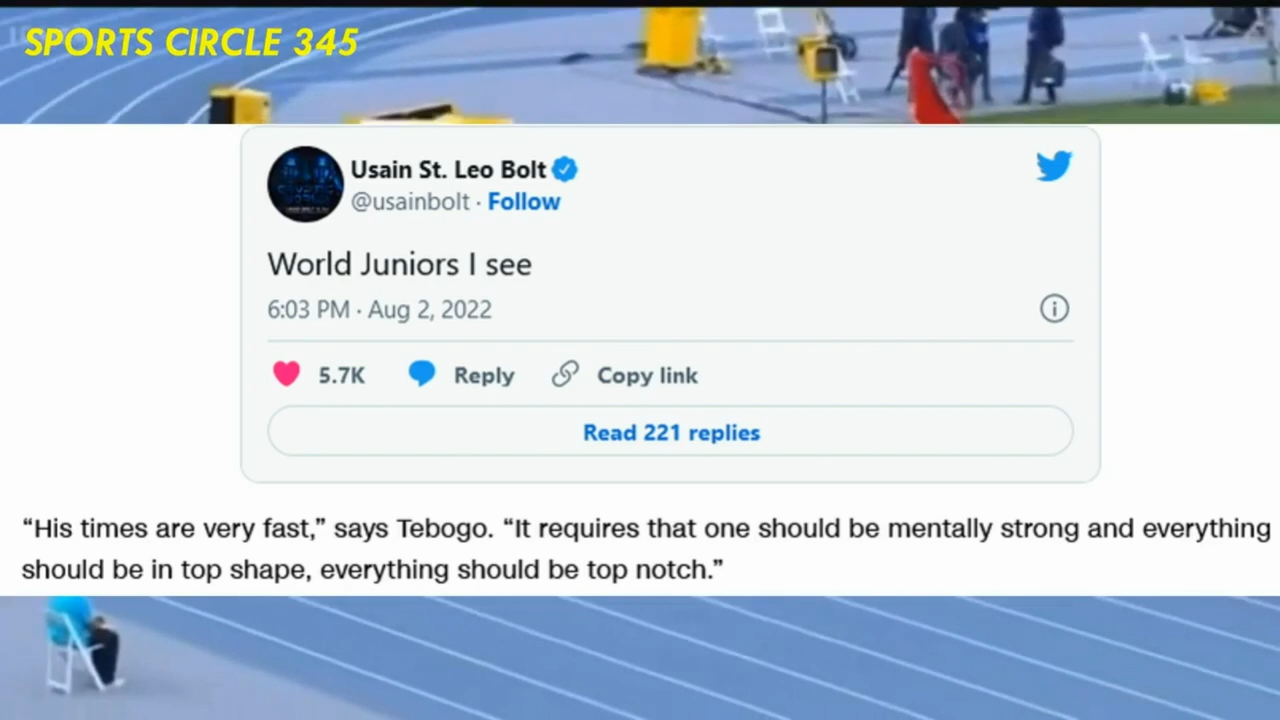 SPORTS CIRCLE 345
Usain St. Leo Bolt
@usainbolt · Follow
World Juniors I see
6:03 PM · Aug 2, 2022
5.7K Reply Copy link
Read 221 replies
“His times are very fast,” says Tebogo. “It requires that one should be mentally strong and everything
should be in top shape, everything should be top notch.”